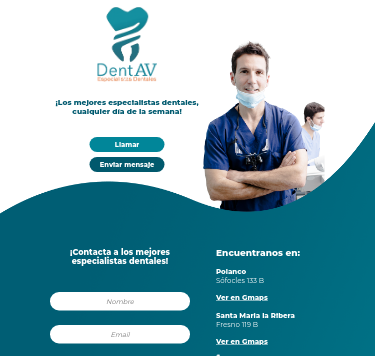 DentAV
Especialistas Dentales
¡Los mejores especialistas dentales,
cualquier día de la semana!
Llamar
Enviar mensaje
¡Contacta a los mejores
especialistas dentales!
Nombre
Email
Encuentranos en:
Polanco
Sófocles 133 B
Ver en Gmaps
Santa María la Ribera
Fresno 119 B
Ver en Gmaps